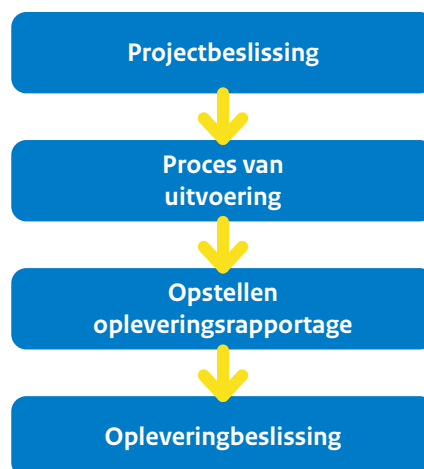 Projectbeslissing
Proces van
uitvoering
Opstellen
opleveringsrapportage
Opleveringbeslissing